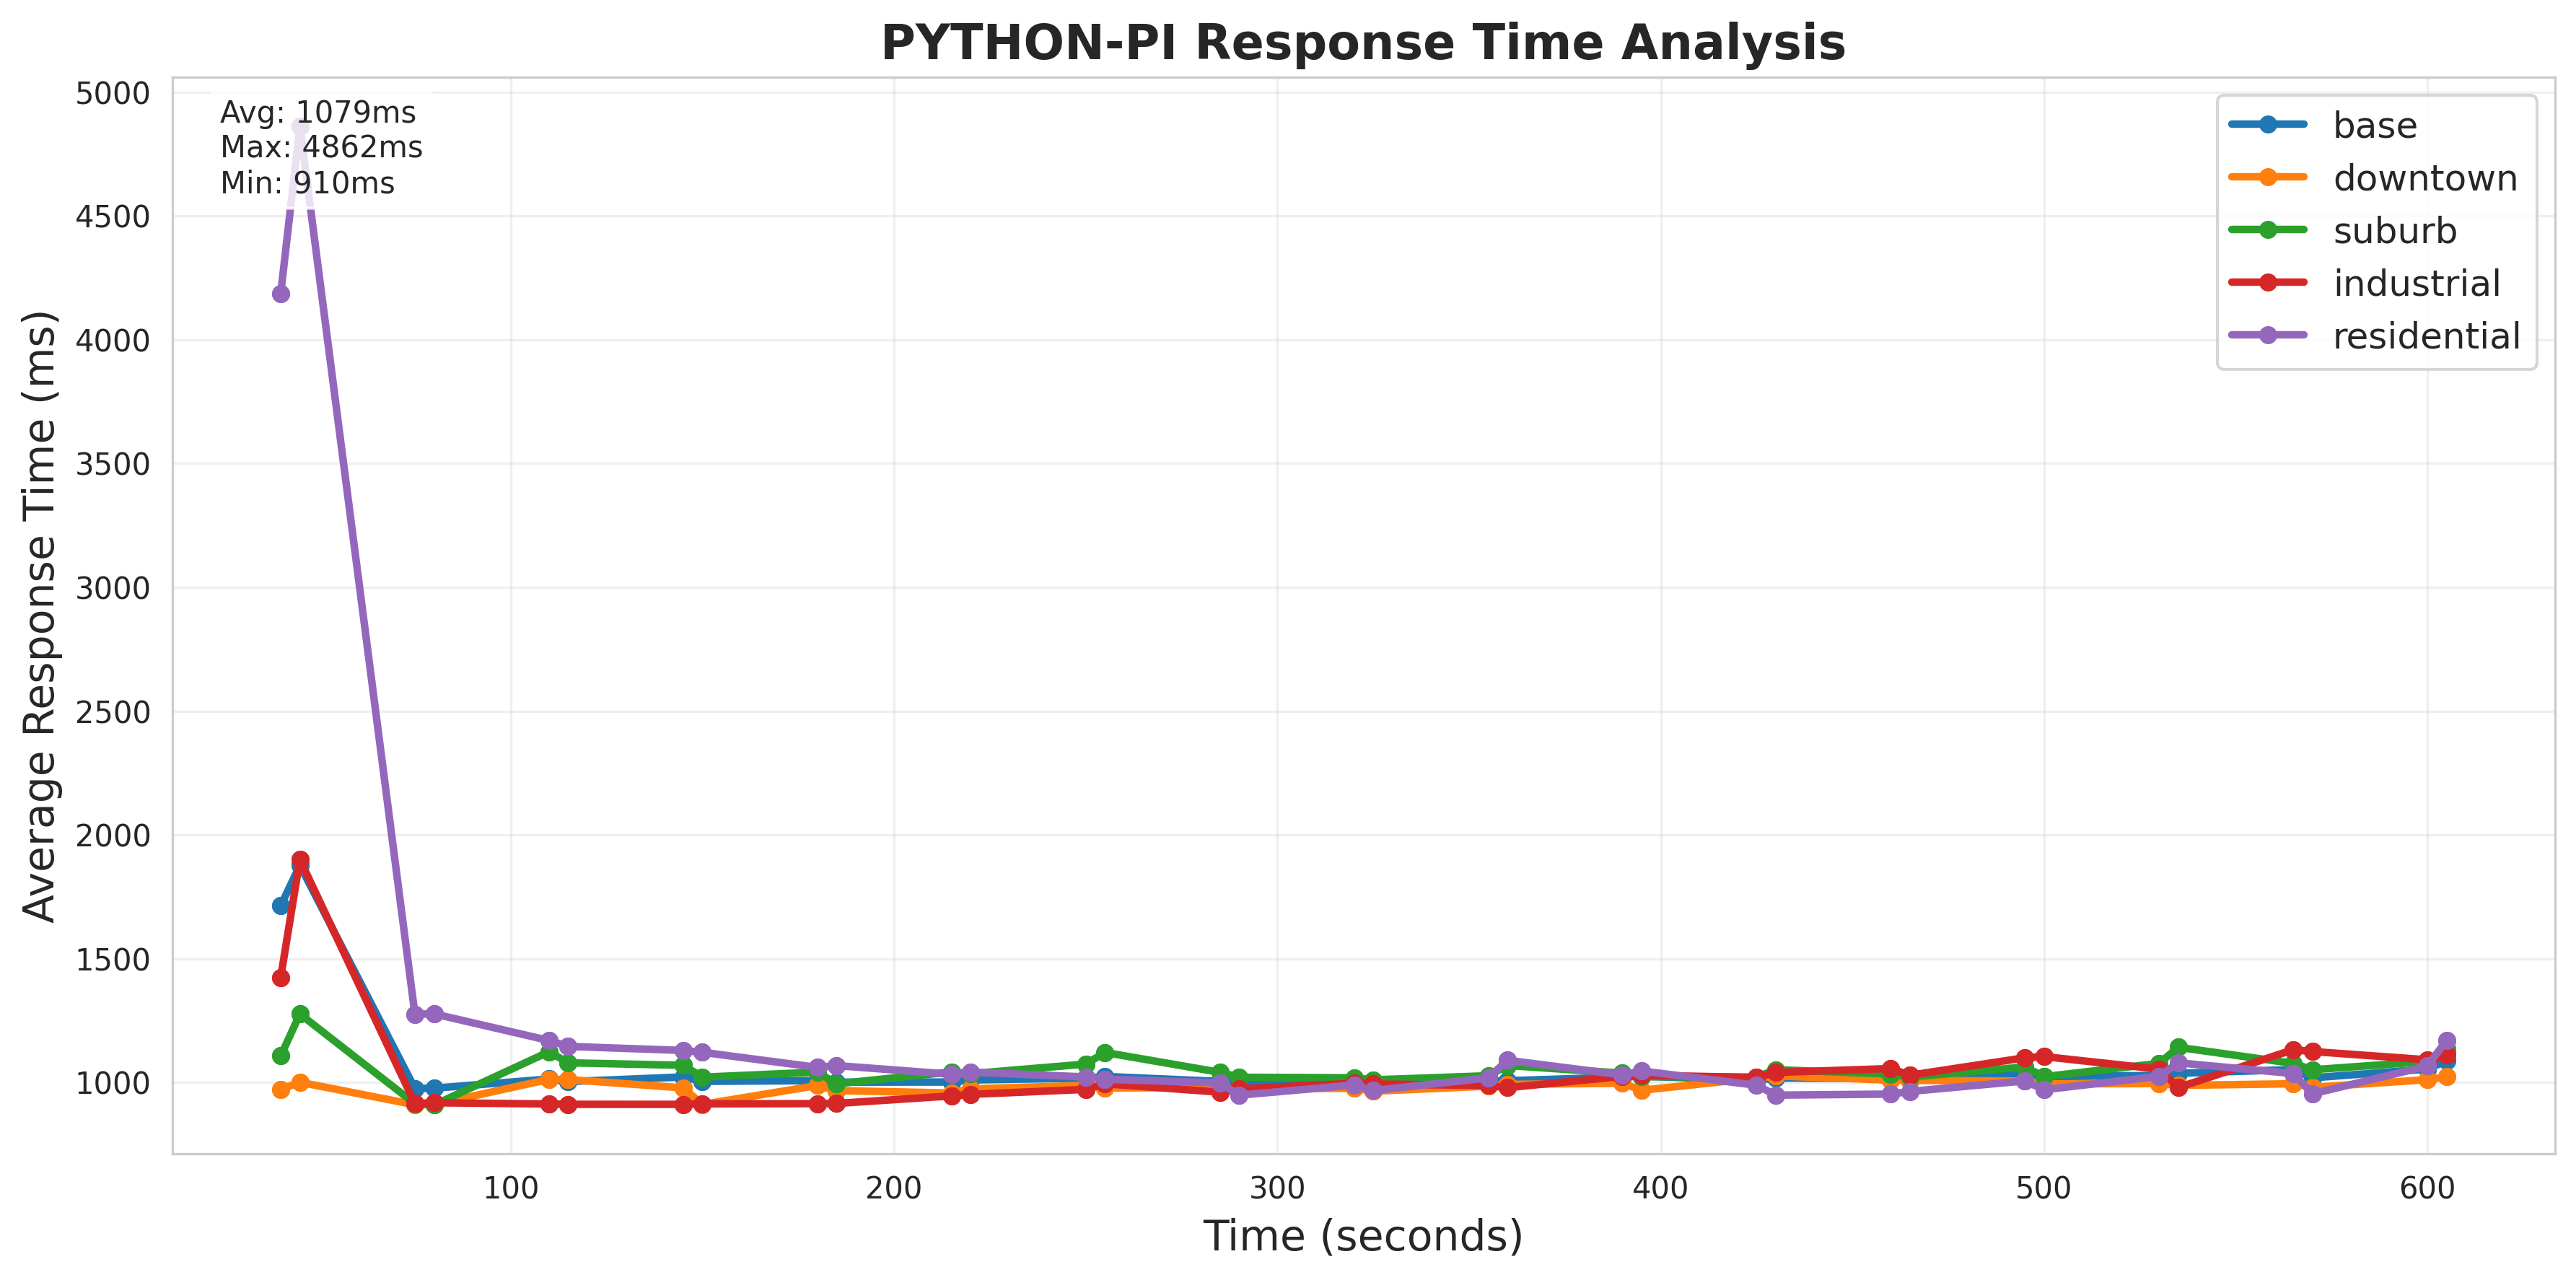 PYTHON-PI Response Time Analysis
5000
4500
4000
3500
3000
2500
2000
1500
1000
Average Response Time (ms)
Avg: 1079ms
Max: 4862ms
Min: 910ms
base
downtown
suburb
industrial
residential
100
200
300
400
500
600
Time (seconds)